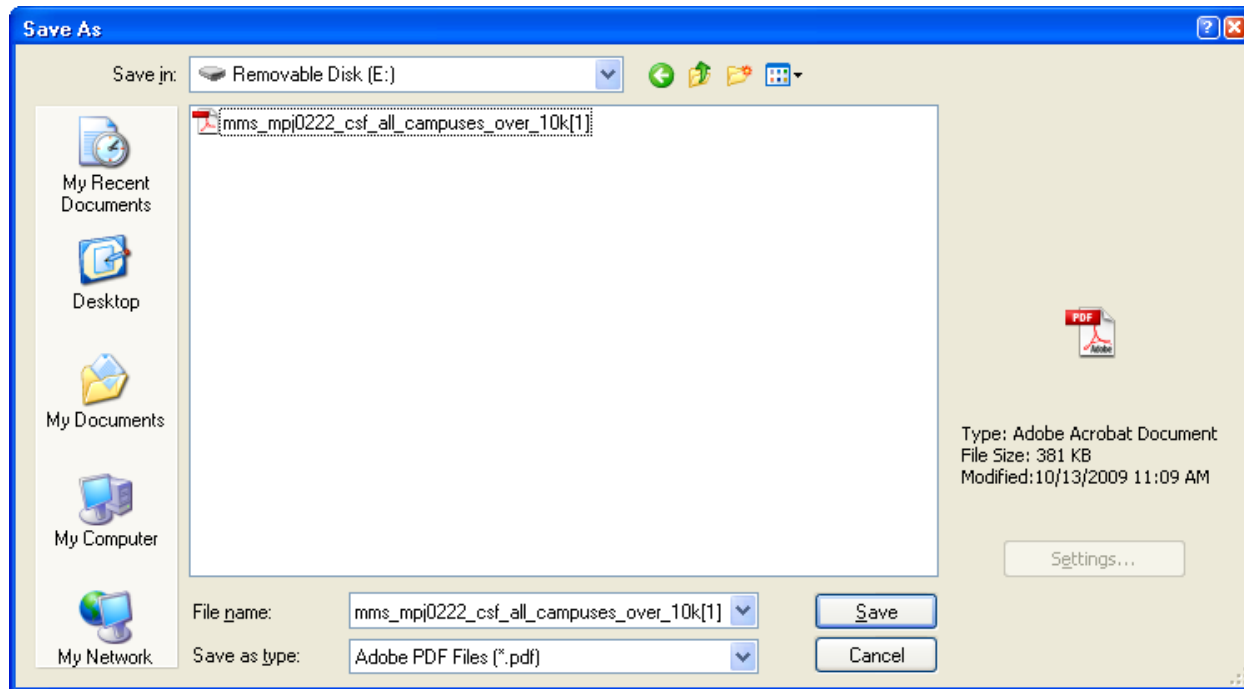 Save As
Save in:
Removable Disk (E:)
mms_mpj0222_csf_all_campuses_over_10k[1]
My Recent
Documents
Desktop
My Documents
My Computer
My Network
PDF
Adobe
Type: Adobe Acrobat Document
File Size: 381 KB
Modified:10/13/2009 11:09 AM
Settings...
File name:
mms_mpj0222_csf_all_campuses_over_10k[1]
Save
Save as type:
Adobe PDF Files (*.pdf)
Cancel